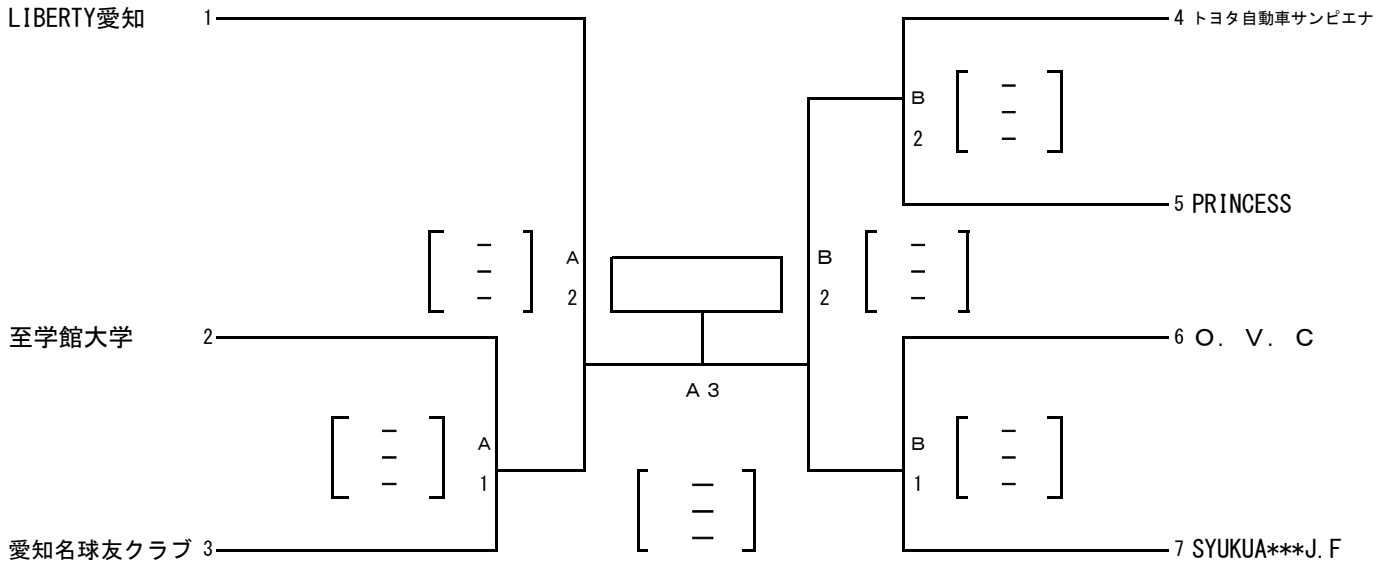 LIBERTY愛知 1
4 トヨタ自動車サンピエナ
B
2
[ - - - ]
5 PRINCESS
[ - - - ]
A
2
B
2
[ - - - ]
至学館大学 2
6 O. V. C
A 3
[ - - - ]
A
1
B
1
[ - - - ]
[ - - - ]
愛知名球友クラブ 3
7 SYUKUA***J.F